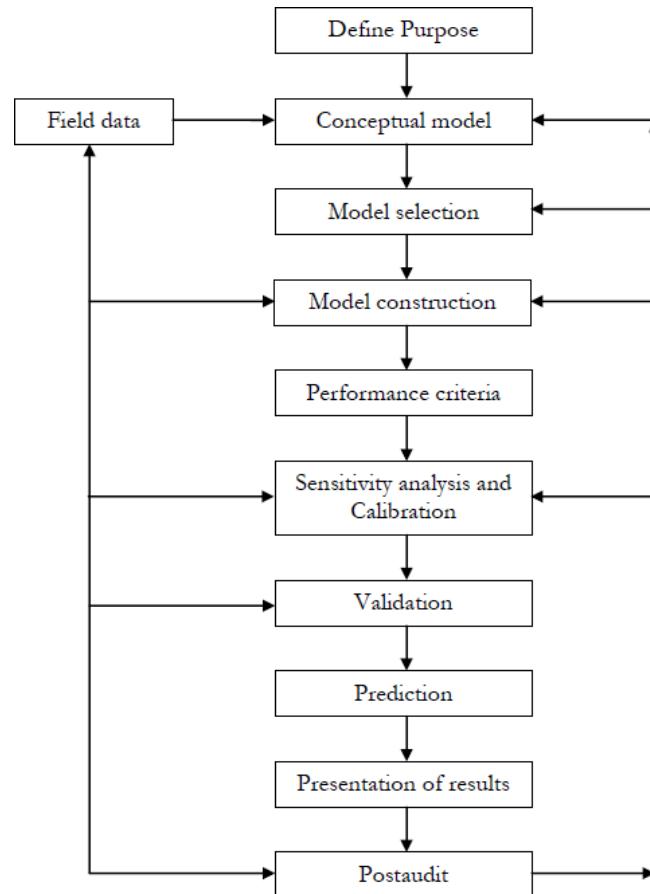 Define Purpose
Field data
Conceptual model
Model selection
Model construction
Performance criteria
Sensitivity analysis and
Calibration
Validation
Prediction
Presentation of results
Postaudit